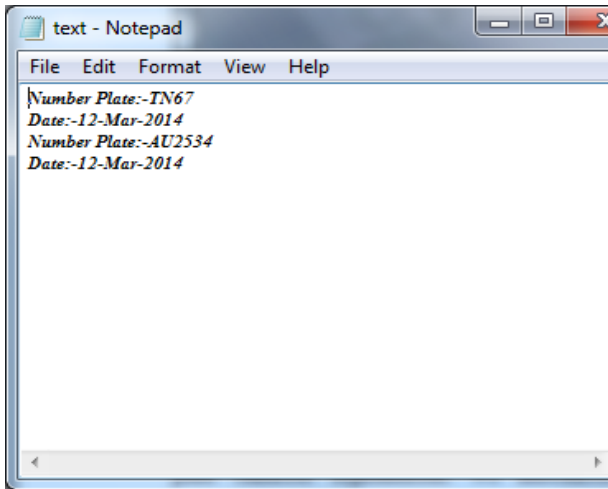 text - Notepad
File Edit Format View Help
Number Plate:-TN67
Date:-12-Mar-2014
Number Plate:-AU2534
Date:-12-Mar-2014